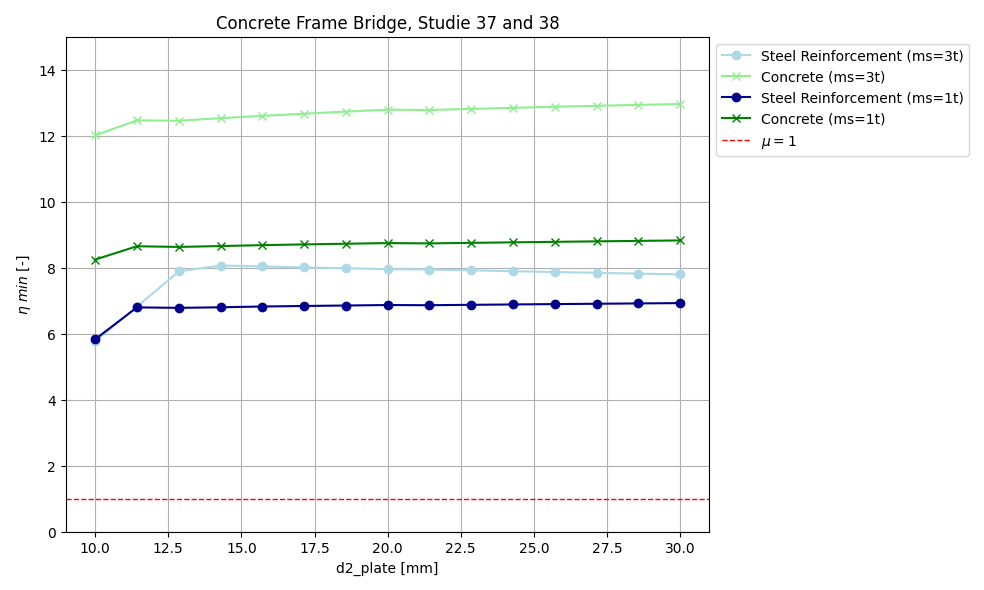 Concrete Frame Bridge, Studie 37 and 38
Steel Reinforcement (ms=3t)
Concrete (ms=3t)
Steel Reinforcement (ms=1t)
Concrete (ms=1t)
μ = 1
η min [-]
14
12
10
8
6
4
2
0
10.0 12.5 15.0 17.5 20.0 22.5 25.0 27.5 30.0
d2_plate [mm]